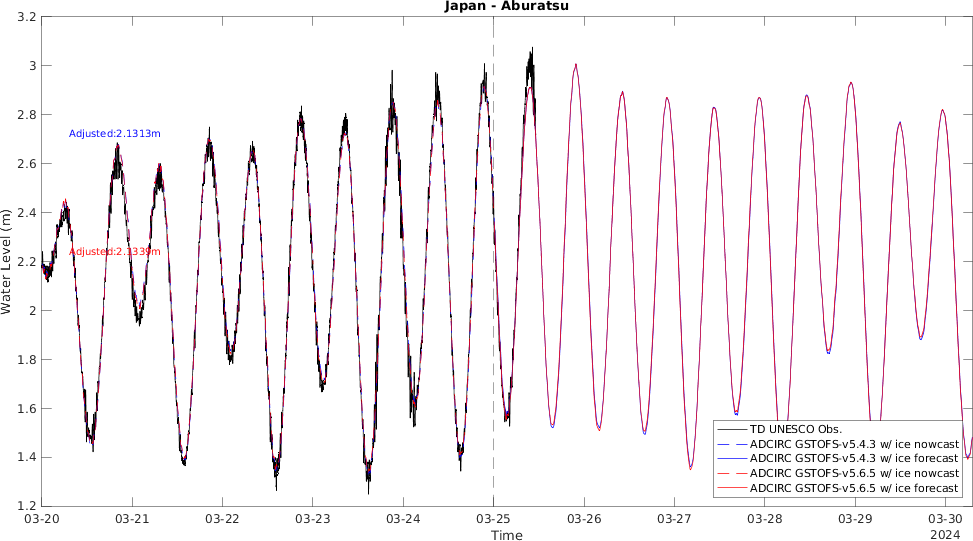 Japan - Aburatsu
3.2
3
2.8
2.6
2.4
2.2
2
1.8
1.6
1.4
1.2
Water Level (m)
Adjusted:2.1313m
Adjusted:2.1339m
TD UNESCO Obs.
ADCIRC GSTOFS-v5.4.3 w/ ice nowcast
ADCIRC GSTOFS-v5.4.3 w/ ice forecast
ADCIRC GSTOFS-v5.6.5 w/ ice nowcast
ADCIRC GSTOFS-v5.6.5 w/ ice forecast
03-20 03-21 03-22 03-23 03-24 03-25 03-26 03-27 03-28 03-29 03-30
Time
2024